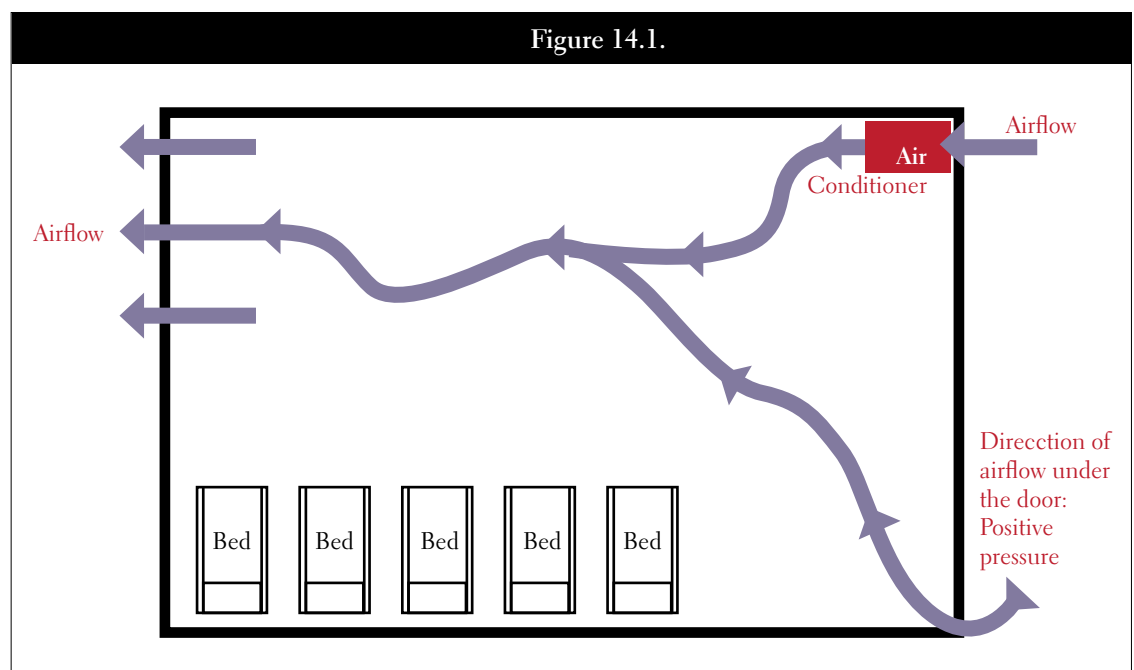 Figure 14.1.
Airflow
Air
Conditioner
Airflow
Direcction of
airflow under
the door:
Positive
pressure
Bed
Bed
Bed
Bed
Bed